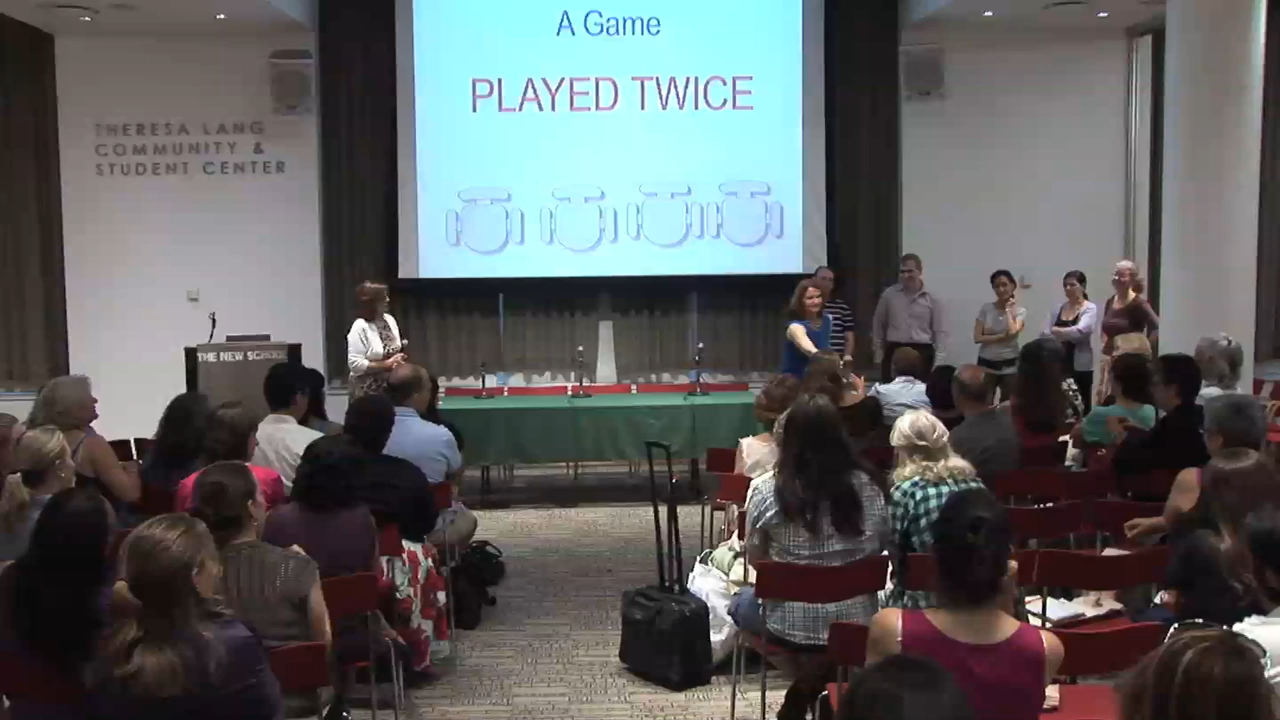 A Game
PLAYED TWICE
THERESA LANG
COMMUNITY &
STUDENT CENTER
THE NEW SCHOOL